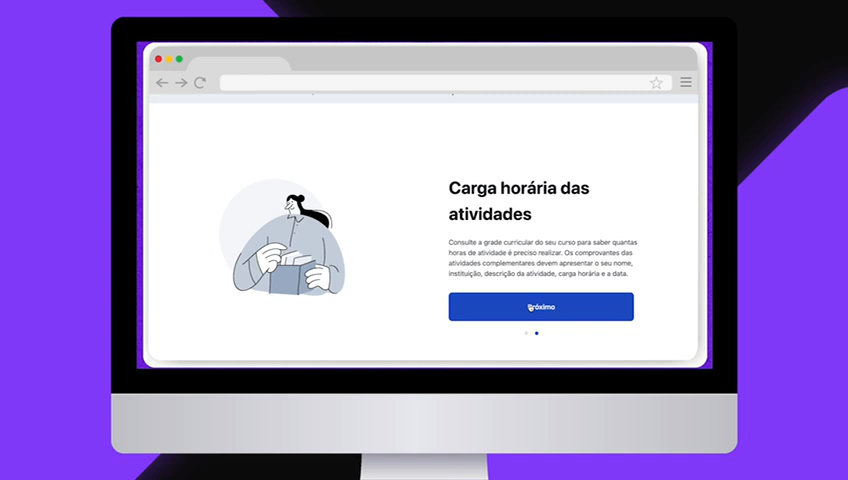 Carga horária das
atividades
Consulte a grade curricular do seu curso para saber quantas
horas de atividade é preciso realizar. Os comprovantes das
atividades complementares devem apresentar o seu nome,
instituição, descrição da atividade, carga horária e a data.
Próximo